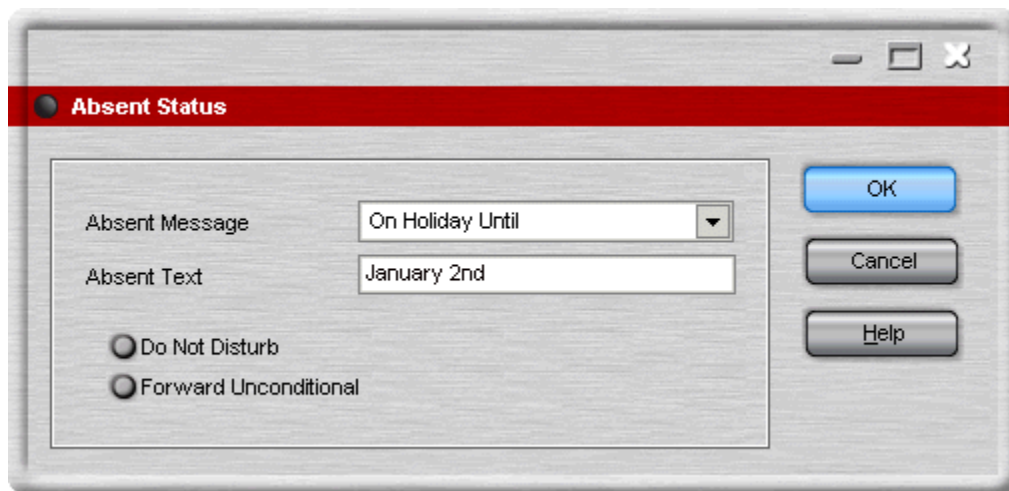 Absent Status
Absent Message
On Holiday Until
OK
Absent Text
January 2nd
Cancel
Do Not Disturb
Help
Forward Unconditional